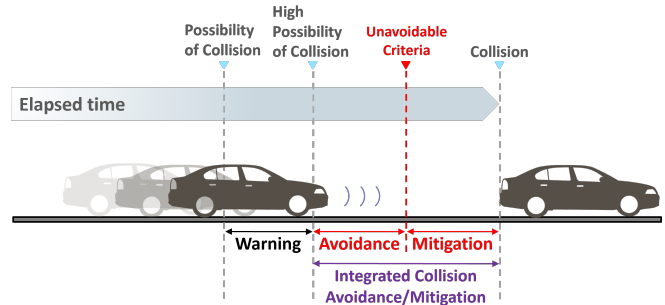 Possibility
of Collision
High
Possibility
of Collision
Unavoidable
Criteria
Collision
Elapsed time
Warning
Avoidance
Mitigation
Integrated Collision
Avoidance/Mitigation